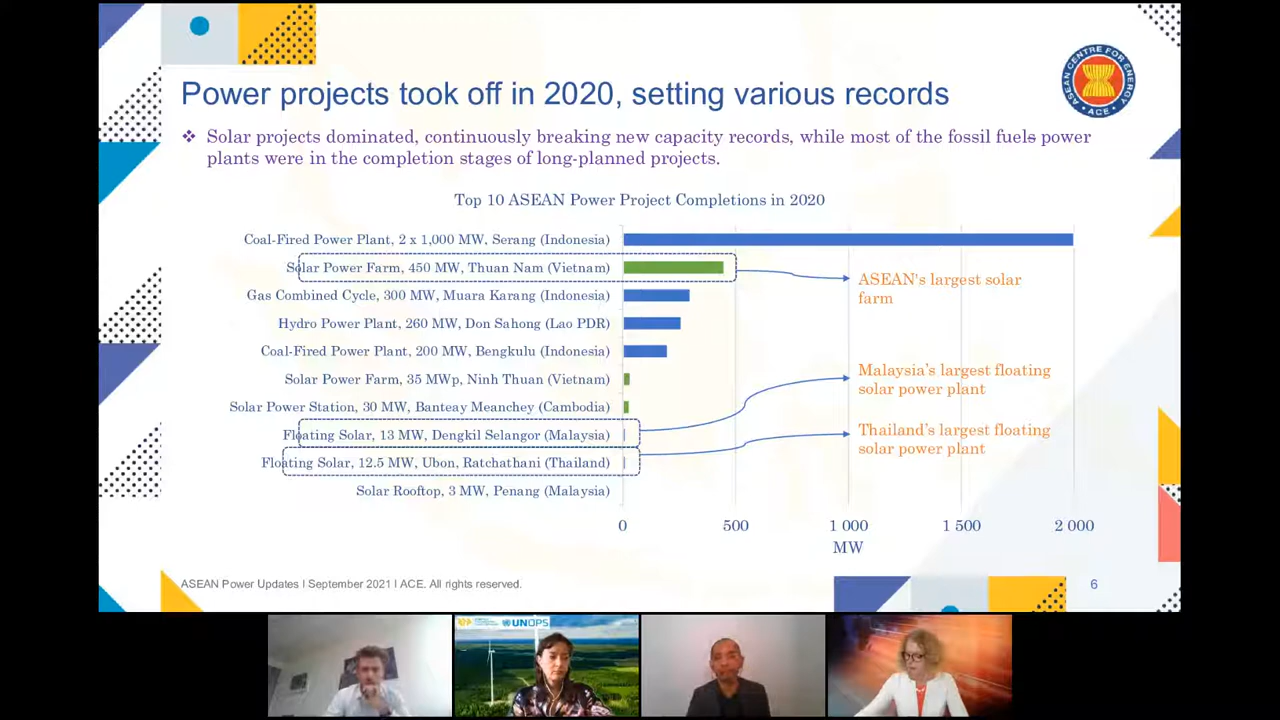 ASEAN CENTRE FOR ENERGY
ACE
Power projects took off in 2020, setting various records
❖ Solar projects dominated, continuously breaking new capacity records, while most of the fossil fuels power
plants were in the completion stages of long-planned projects.
Top 10 ASEAN Power Project Completions in 2020
Coal-Fired Power Plant, 2 x 1,000 MW, Serang (Indonesia)
Solar Power Farm, 450 MW, Thuan Nam (Vietnam)
Gas Combined Cycle, 300 MW, Muara Karang (Indonesia)
Hydro Power Plant, 260 MW, Don Sahong (Lao PDR)
Coal-Fired Power Plant, 200 MW, Bengkulu (Indonesia)
Solar Power Farm, 35 MWp, Ninh Thuan (Vietnam)
Solar Power Station, 30 MW, Banteay Meanchey (Cambodia)
Floating Solar, 13 MW, Dengkil Selangor (Malaysia)
Floating Solar, 12.5 MW, Ubon, Ratchathani (Thailand)
Solar Rooftop, 3 MW, Penang (Malaysia)
ASEAN's largest solar
farm
Malaysia's largest floating
solar power plant
Thailand's largest floating
solar power plant
0 500 1 000 1 500 2 000
MW
ASEAN Power Updates I September 2021 I ACE. All rights reserved.
6
UNOPS